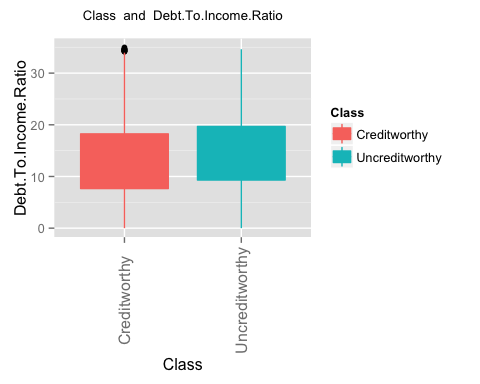 Class and Debt.To.Income.Ratio
Debt.To.Income.Ratio
30
20
10
0
Creditworthy
Uncreditworthy
Class
Class
Creditworthy
Uncreditworthy